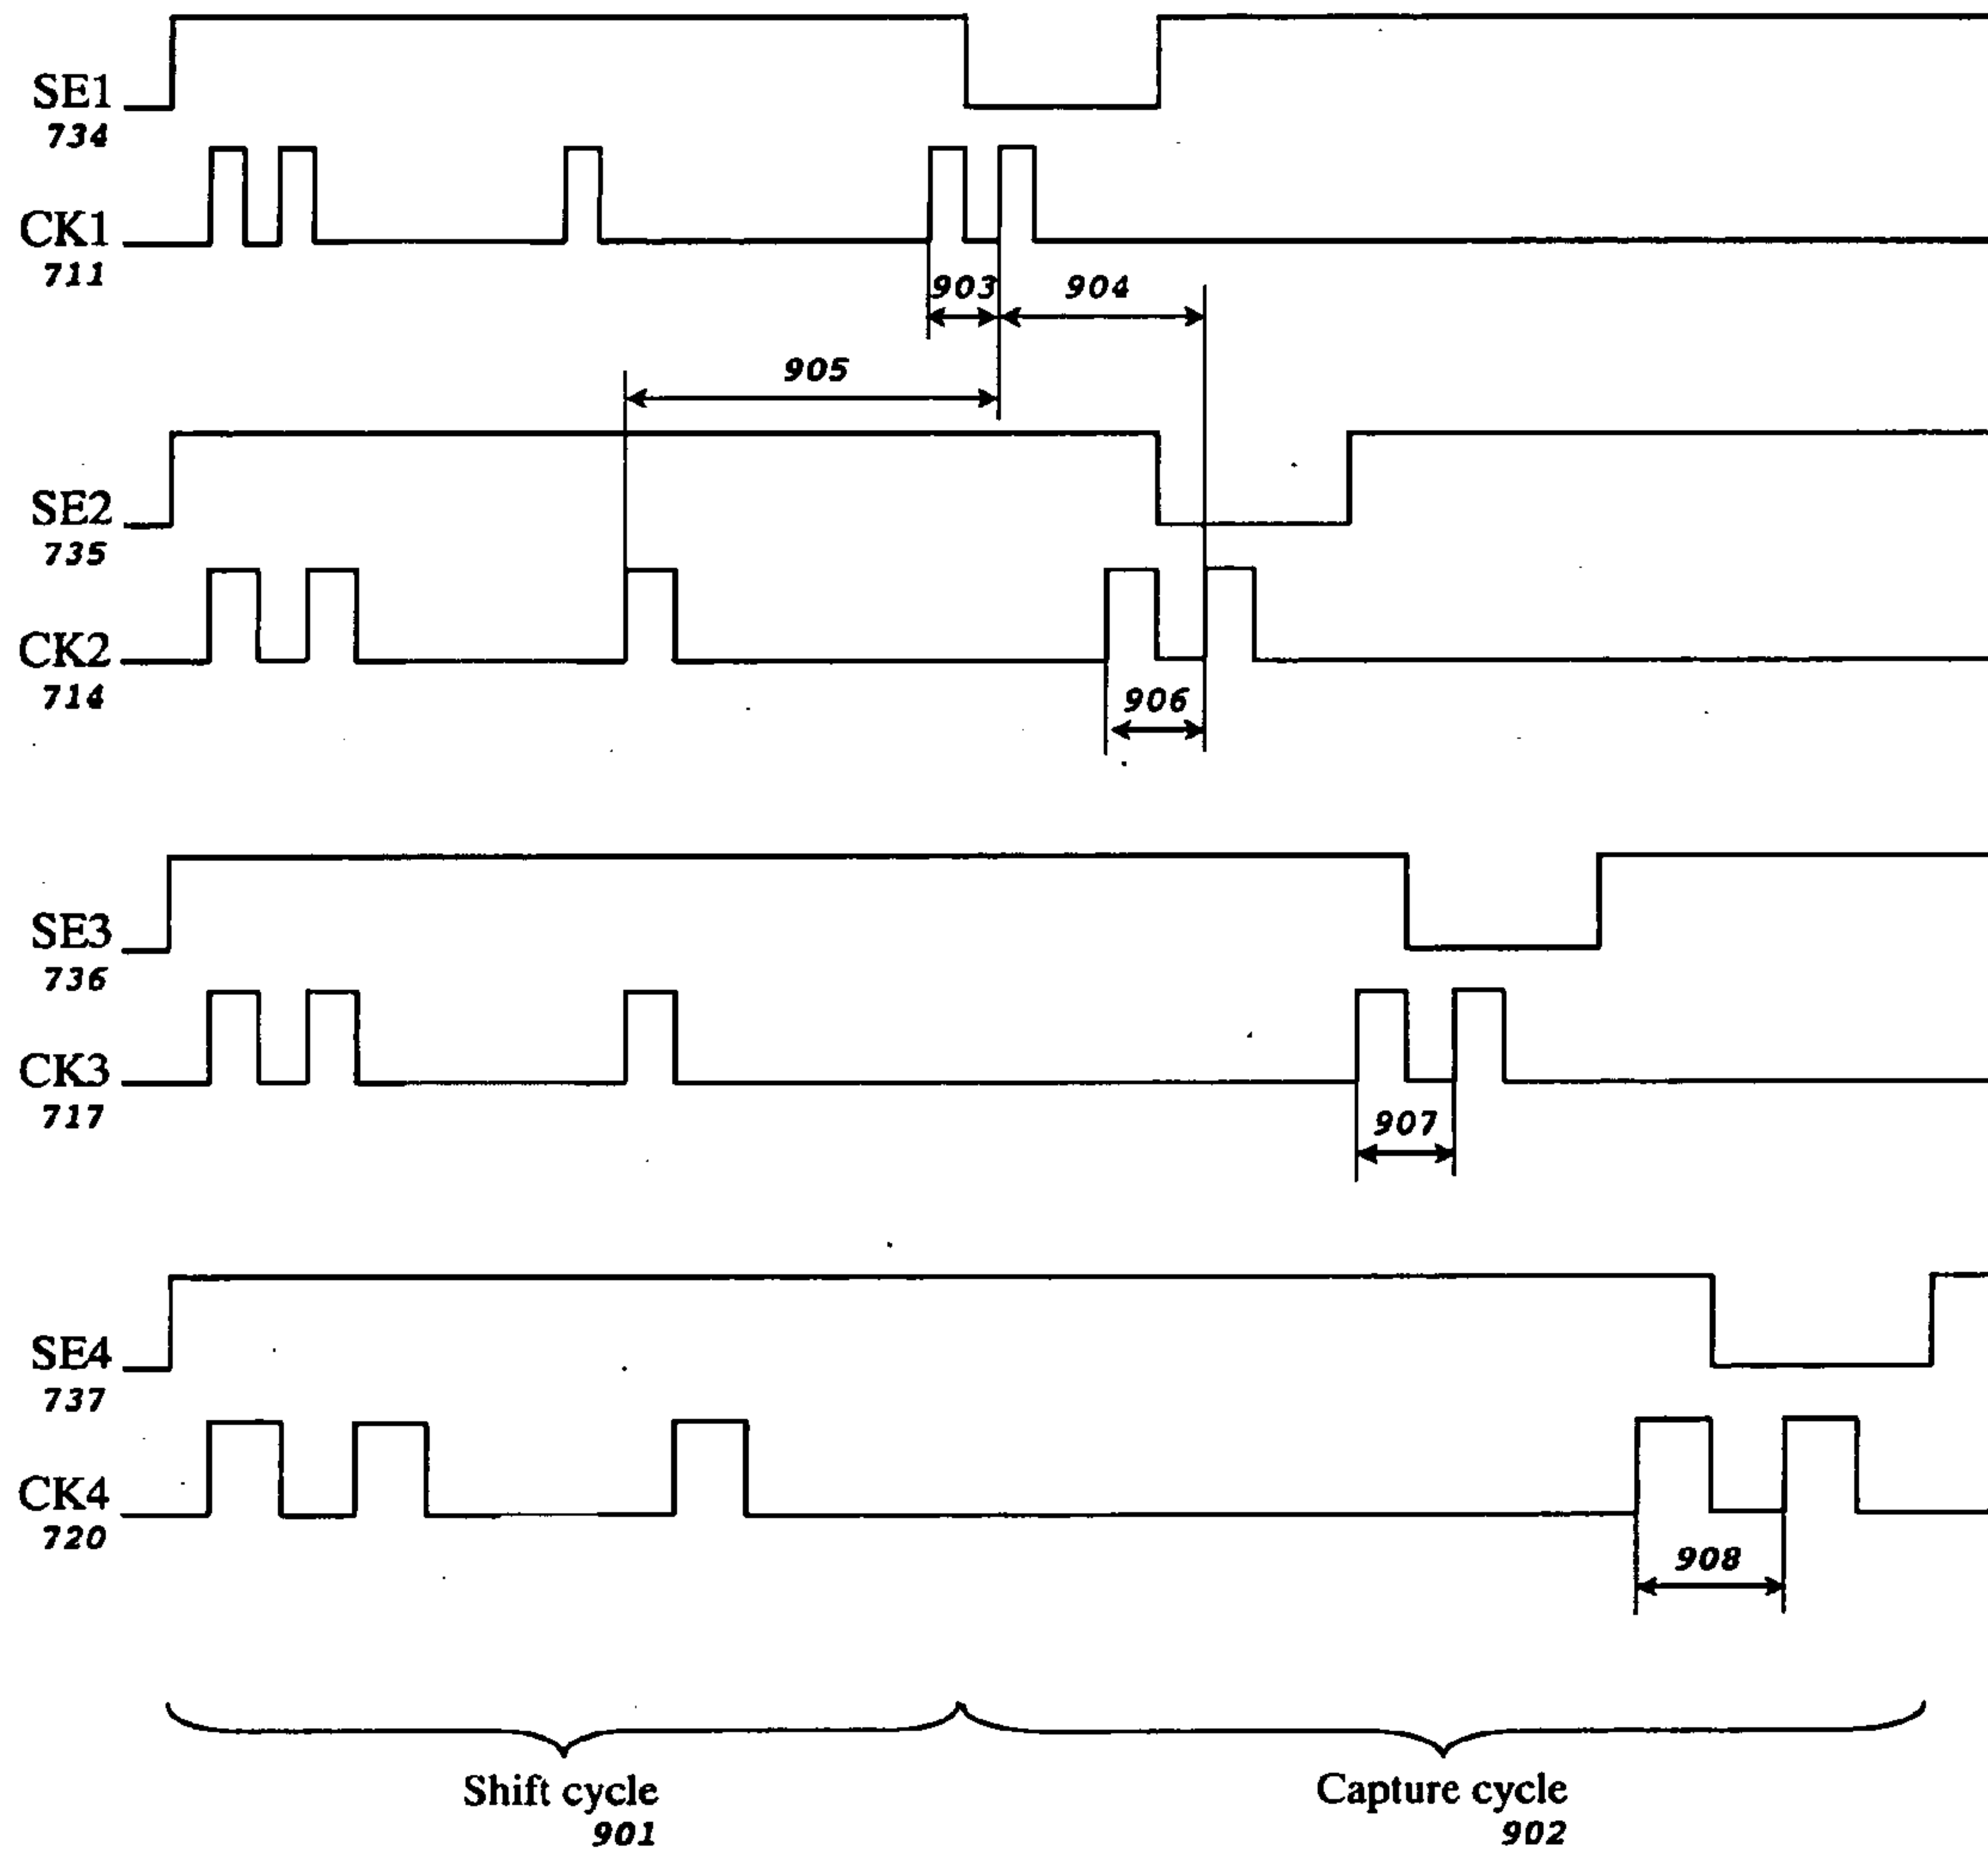 SE1
734
CK1
711
903
904
905
SE2
735
CK2
714
906
SE3
736
CK3
717
907
SE4
737
CK4
720
908
Shift cycle
901
Capture cycle
902